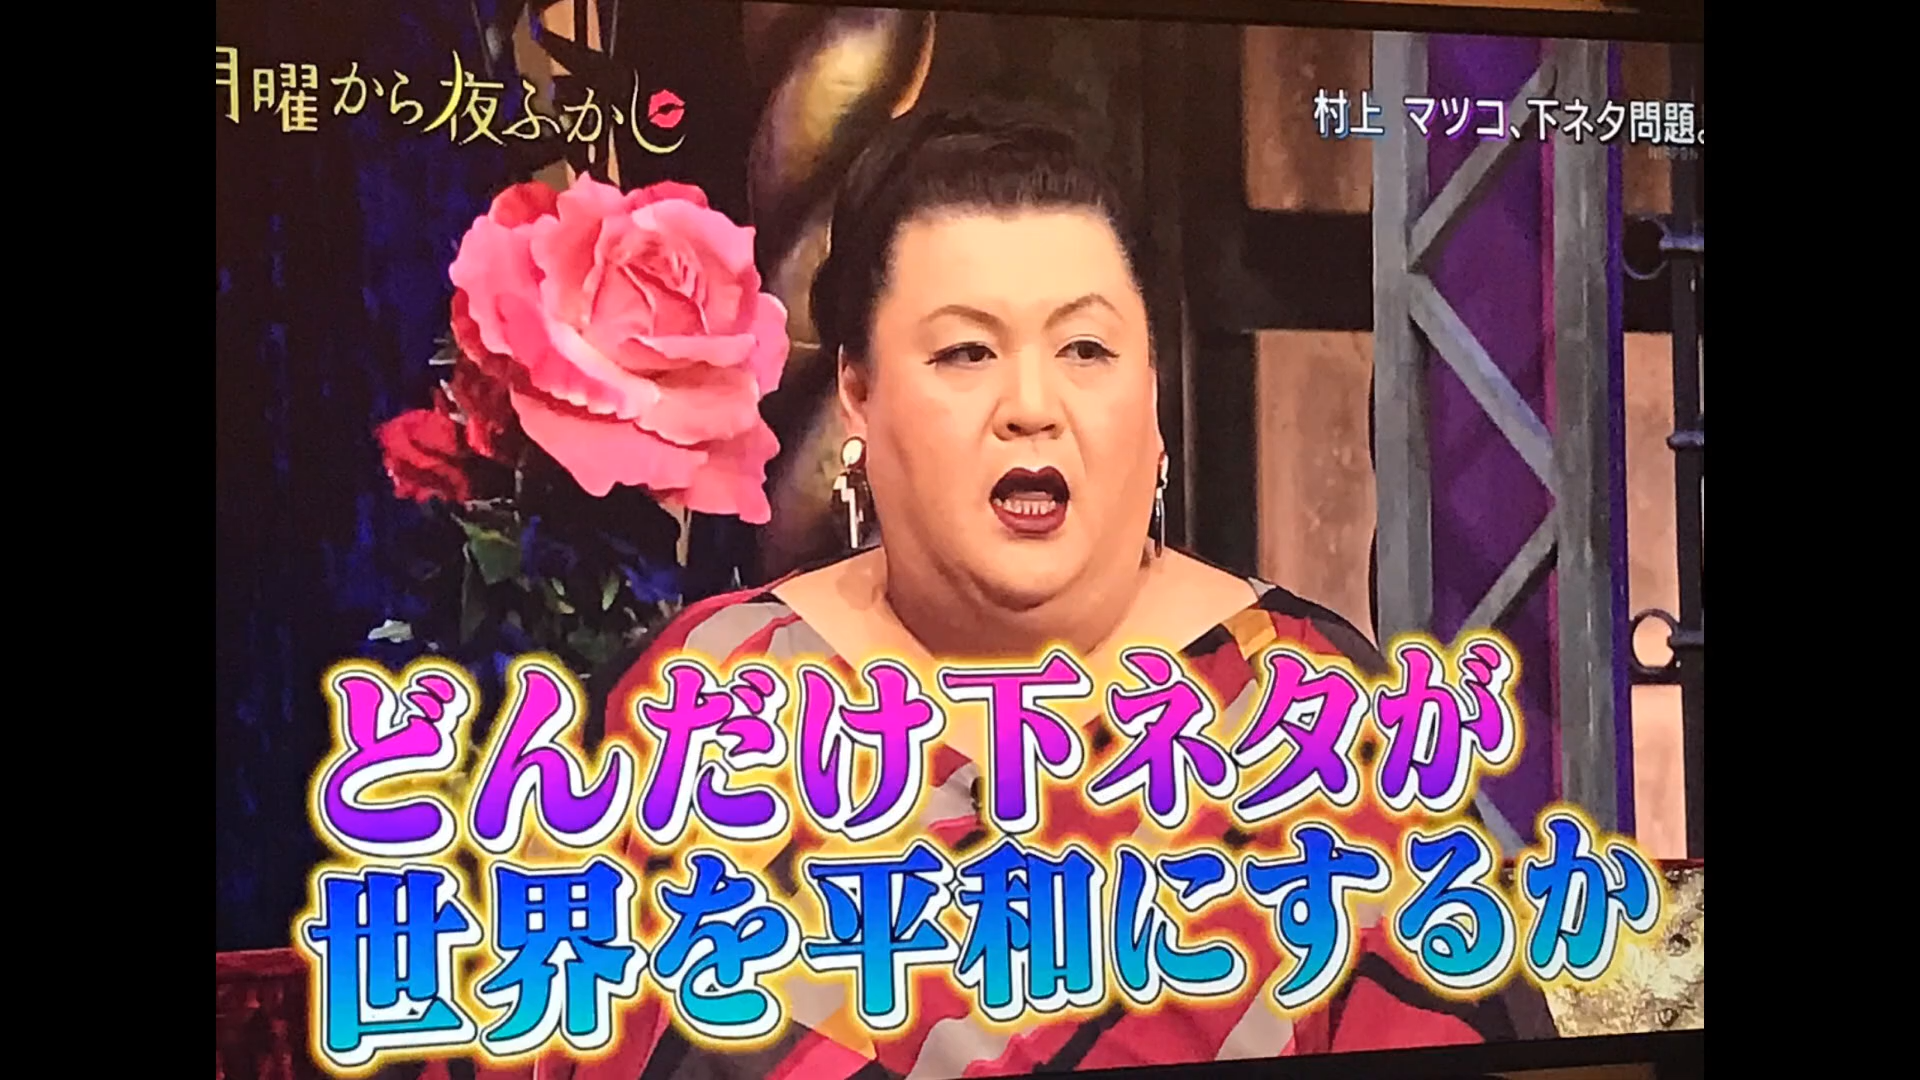 月曜から夜ふかし
村上 マツコ、下ネタ問題。
どんだけ下ネタが
世界を平和にするか